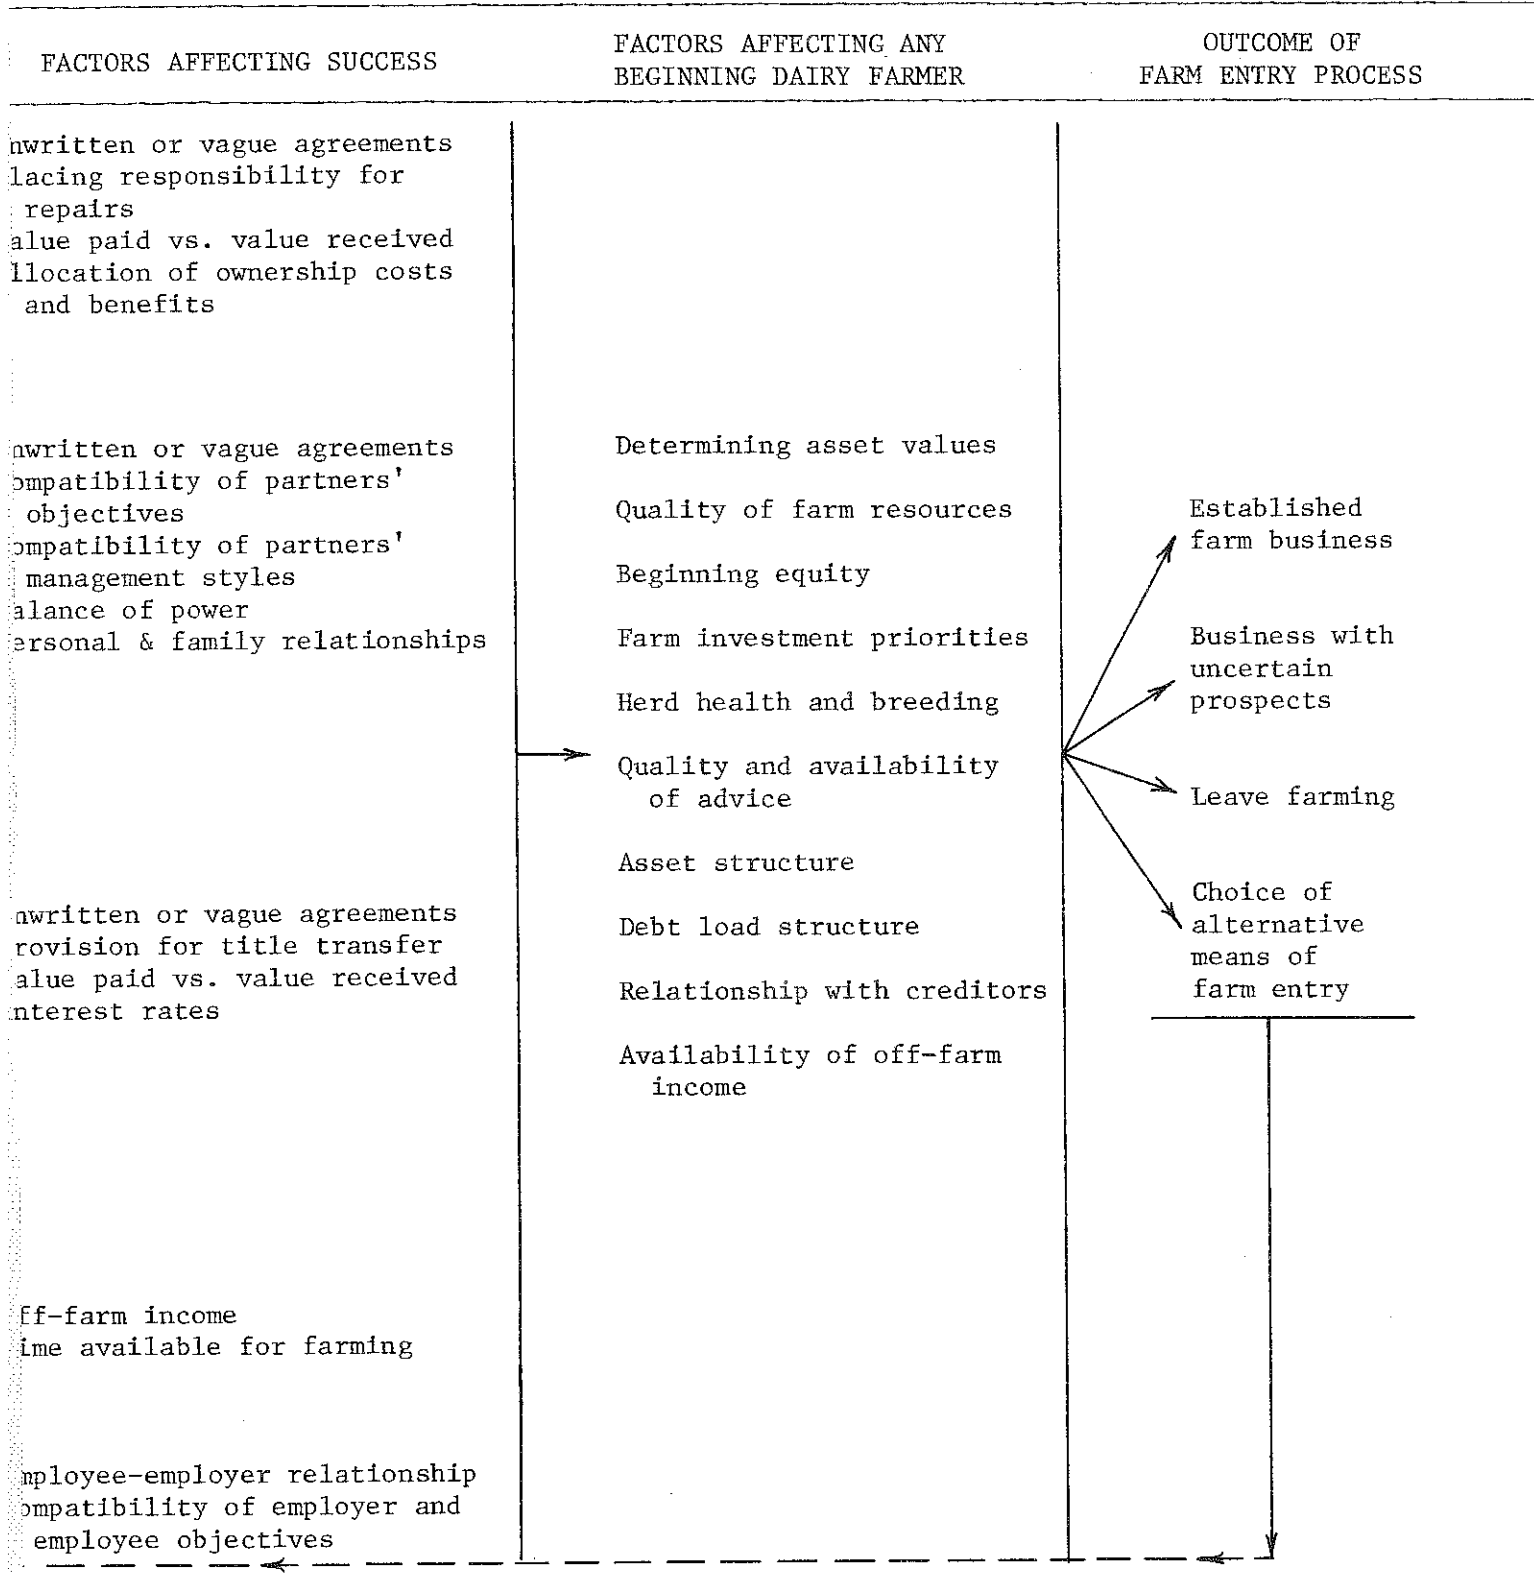 FACTORS AFFECTING SUCCESS
nwritten or vague agreements
lacing responsibility for
repairs
alue paid vs. value received
llocation of ownership costs
and benefits
nwritten or vague agreements
ompatibility of partners'
objectives
ompatibility of partners'
management styles
alance of power
ersonal & family relationships
nwritten or vague agreements
rovision for title transfer
alue paid vs. value received
nterest rates
ff-farm income
ime available for farming
mployee-employer relationship
ompatibility of employer and
employee objectives
FACTORS AFFECTING ANY
BEGINNING DAIRY FARMER
Determining asset values
Quality of farm resources
Beginning equity
Farm investment priorities
Herd health and breeding
Quality and availability
of advice
Asset structure
Debt load structure
Relationship with creditors
Availability of off-farm
income
OUTCOME OF
FARM ENTRY PROCESS
Established
farm business
Business with
uncertain
prospects
Leave farming
Choice of
alternative
means of
farm entry